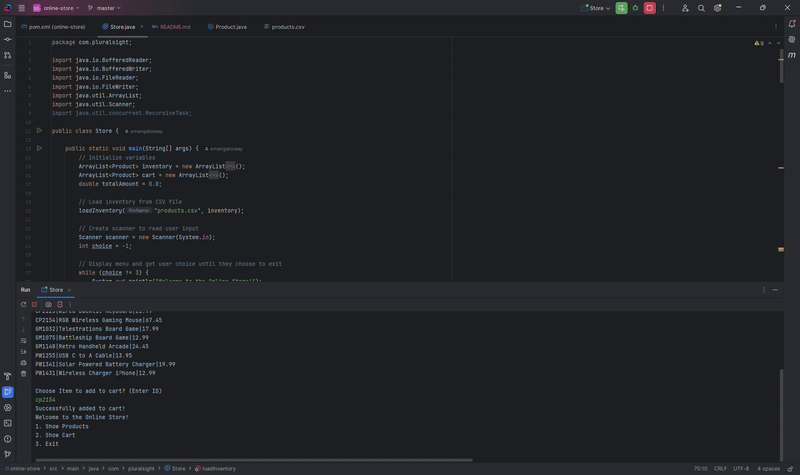 online-store
master
Store
pom.xml (online-store)
Store.java
README.md
Product.java
products.csv
package com.pluralsight;
import java.io.BufferedReader;
import java.io.BufferedWriter;
import java.io.FileReader;
import java.io.FileWriter;
import java.util.ArrayList;
import java.util.Scanner;
import java.util.concurrent.RecursiveTask;
public class Store {
public static void main(String[] args) {
// Initialize variables
ArrayList<Product> inventory = new ArrayList<~>();
ArrayList<Product> cart = new ArrayList<~>();
double totalAmount = 0.0;
// Load inventory from CSV file
loadInventory( fileName: "products.csv", inventory);
// Create scanner to read user input
Scanner scanner = new Scanner(System.in);
int choice = -1;
// Display menu and get user choice until they choose to exit
while (choice != 3) {
Run
Store
CP2154|RGB Wireless Gaming Mouse|67.45
GM1032|Telestrations Board Game|17.99
GM1075|Battleship Board Game|12.99
GM1148|Retro Handheld Arcade|24.45
PW1255|USB C to A Cable|13.95
PW1341|Solar Powered Battery Charger|19.99
PW1431|Wireless Charger iPhone|12.99
Choose Item to add to cart? (Enter ID)
cp2154
Successfully added to cart!
Welcome to the Online Store!
1. Show Products
2. Show Cart
3. Exit
online-store > src > main > java > com > pluralsight > Store > loadInventory
70:10 CRLF UTF-8 4 spaces